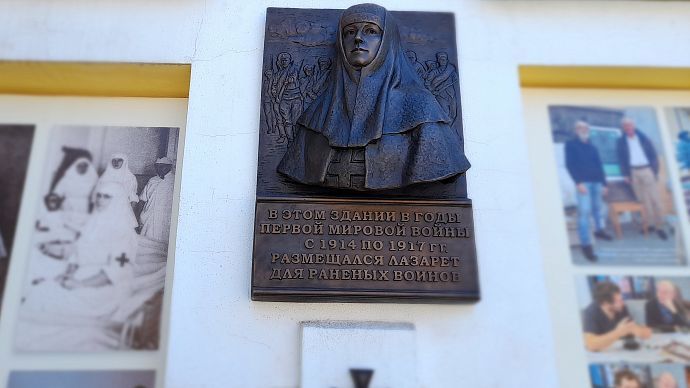 В ЭТОМ ЗДАНИИ В ГОДЫ
ПЕРВОЙ МИРОВОЙ ВОЙНЫ
С 1914 ПО 1917 ГГ.
РАЗМЕЩАЛСЯ ЛАЗАРЕТ
ДЛЯ РАНЕНЫХ ВОИНОВ